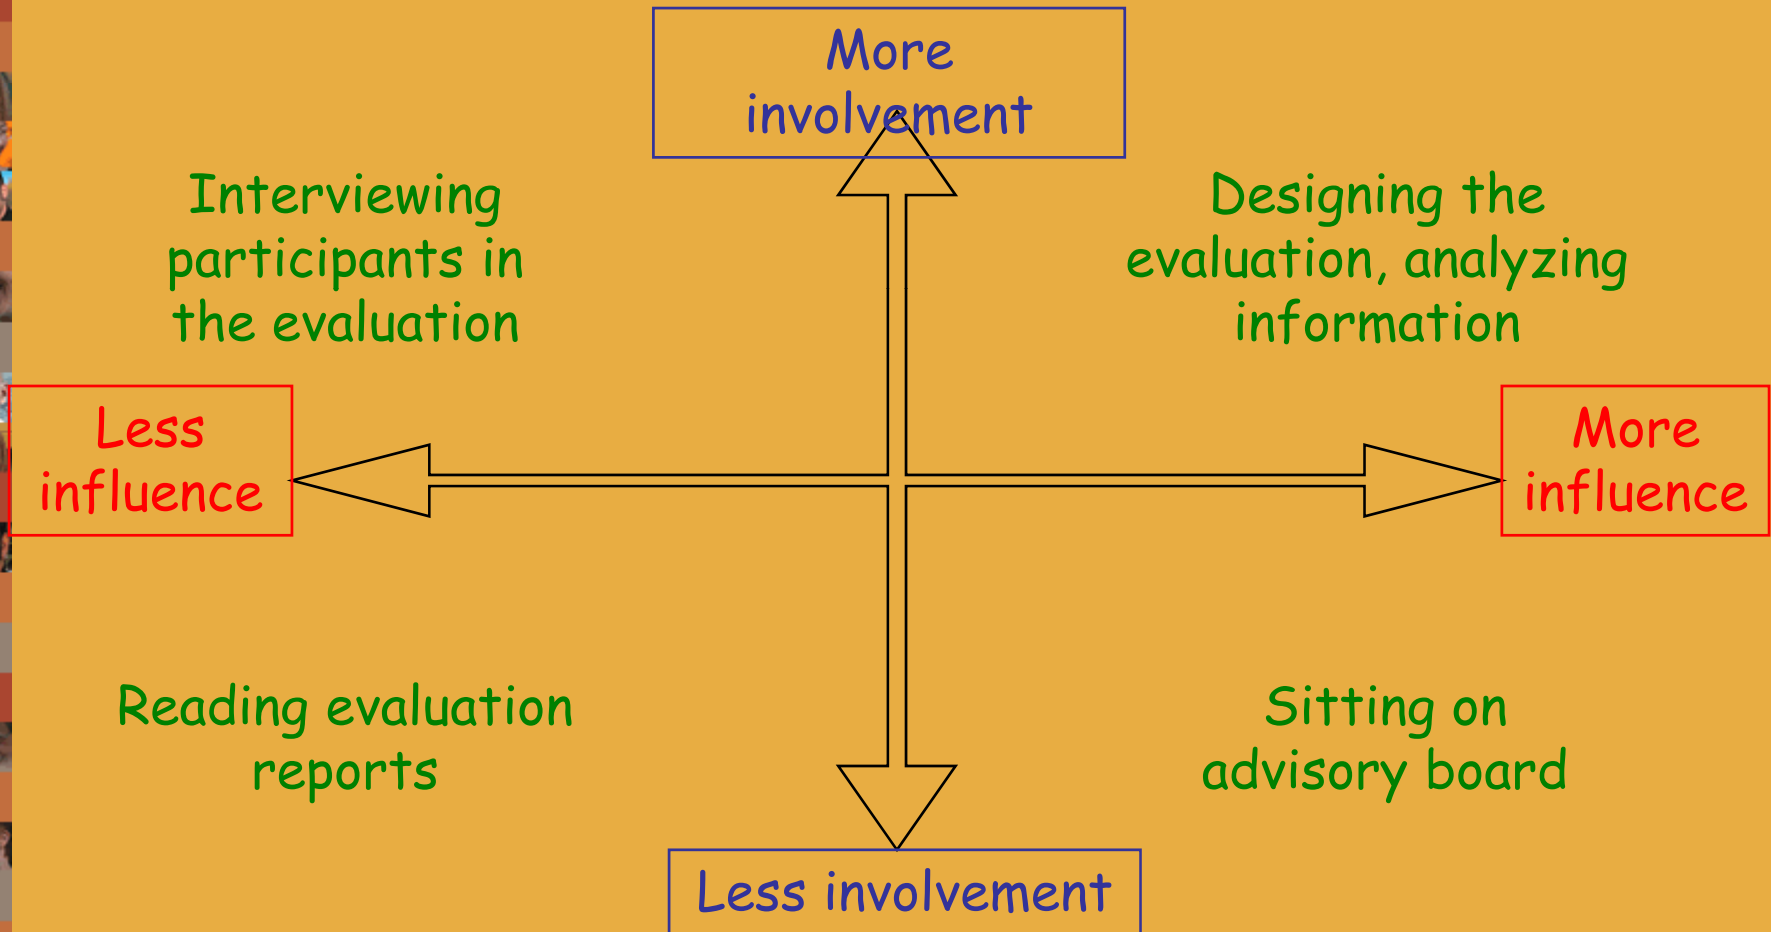 More
involvement
Interviewing
participants in
the evaluation
Designing the
evaluation, analyzing
information
Less
influence
More
influence
Reading evaluation
reports
Sitting on
advisory board
Less involvement